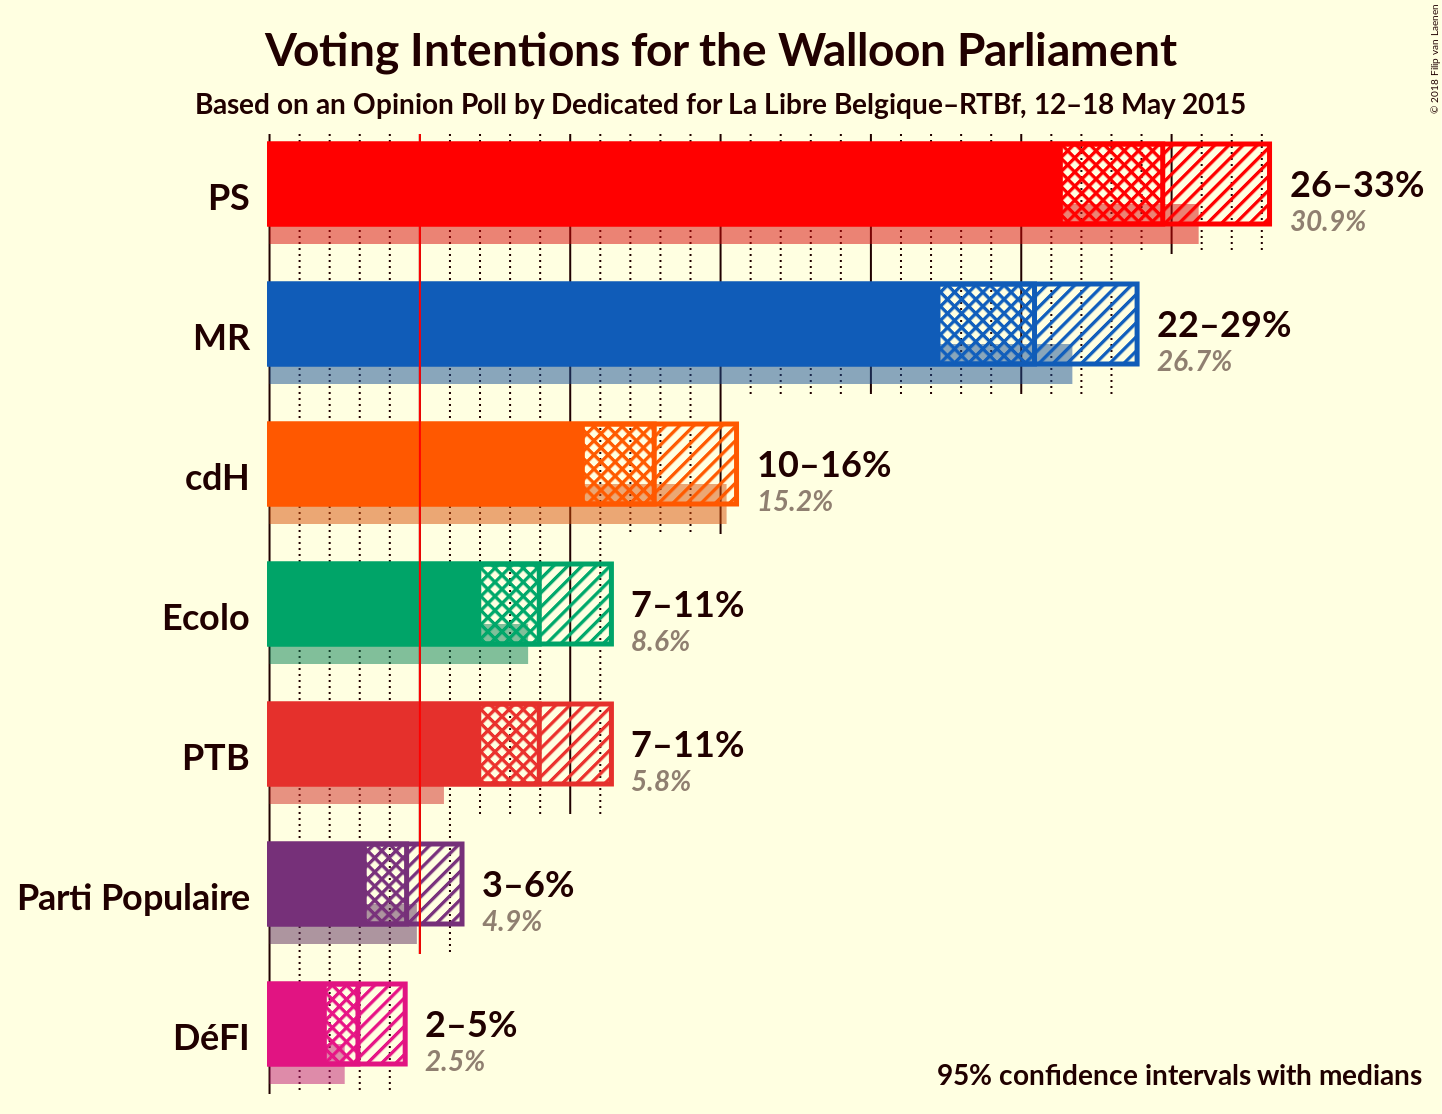 Voting Intentions for the Walloon Parliament
Based on an Opinion Poll by Dedicated for La Libre Belgique–RTBf, 12–18 May 2015
© 2018 Filip van Laenen
PS
26–33%
30.9%
MR
22–29%
26.7%
cdH
10–16%
15.2%
Ecolo
7–11%
8.6%
PTB
7–11%
5.8%
Parti Populaire
3–6%
4.9%
DéFI
2–5%
2.5%
95% confidence intervals with medians